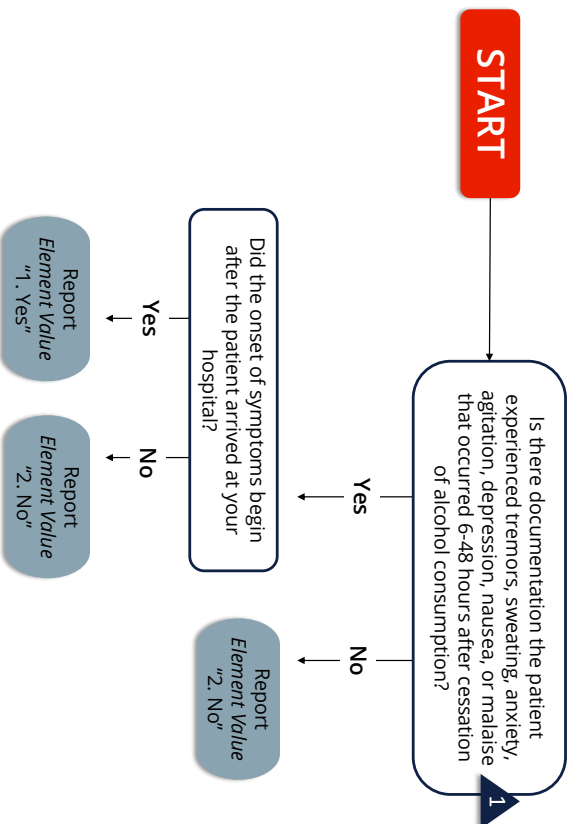 START
Is there documentation the patient
experienced tremors, sweating, anxiety,
agitation, depression, nausea, or malaise
that occurred 6-48 hours after cessation
of alcohol consumption?
1
Yes
No
Did the onset of symptoms begin
after the patient arrived at your
hospital?
Report
Element Value
“2. No”
Yes
No
Report
Element Value
“1. Yes”
Report
Element Value
“2. No”